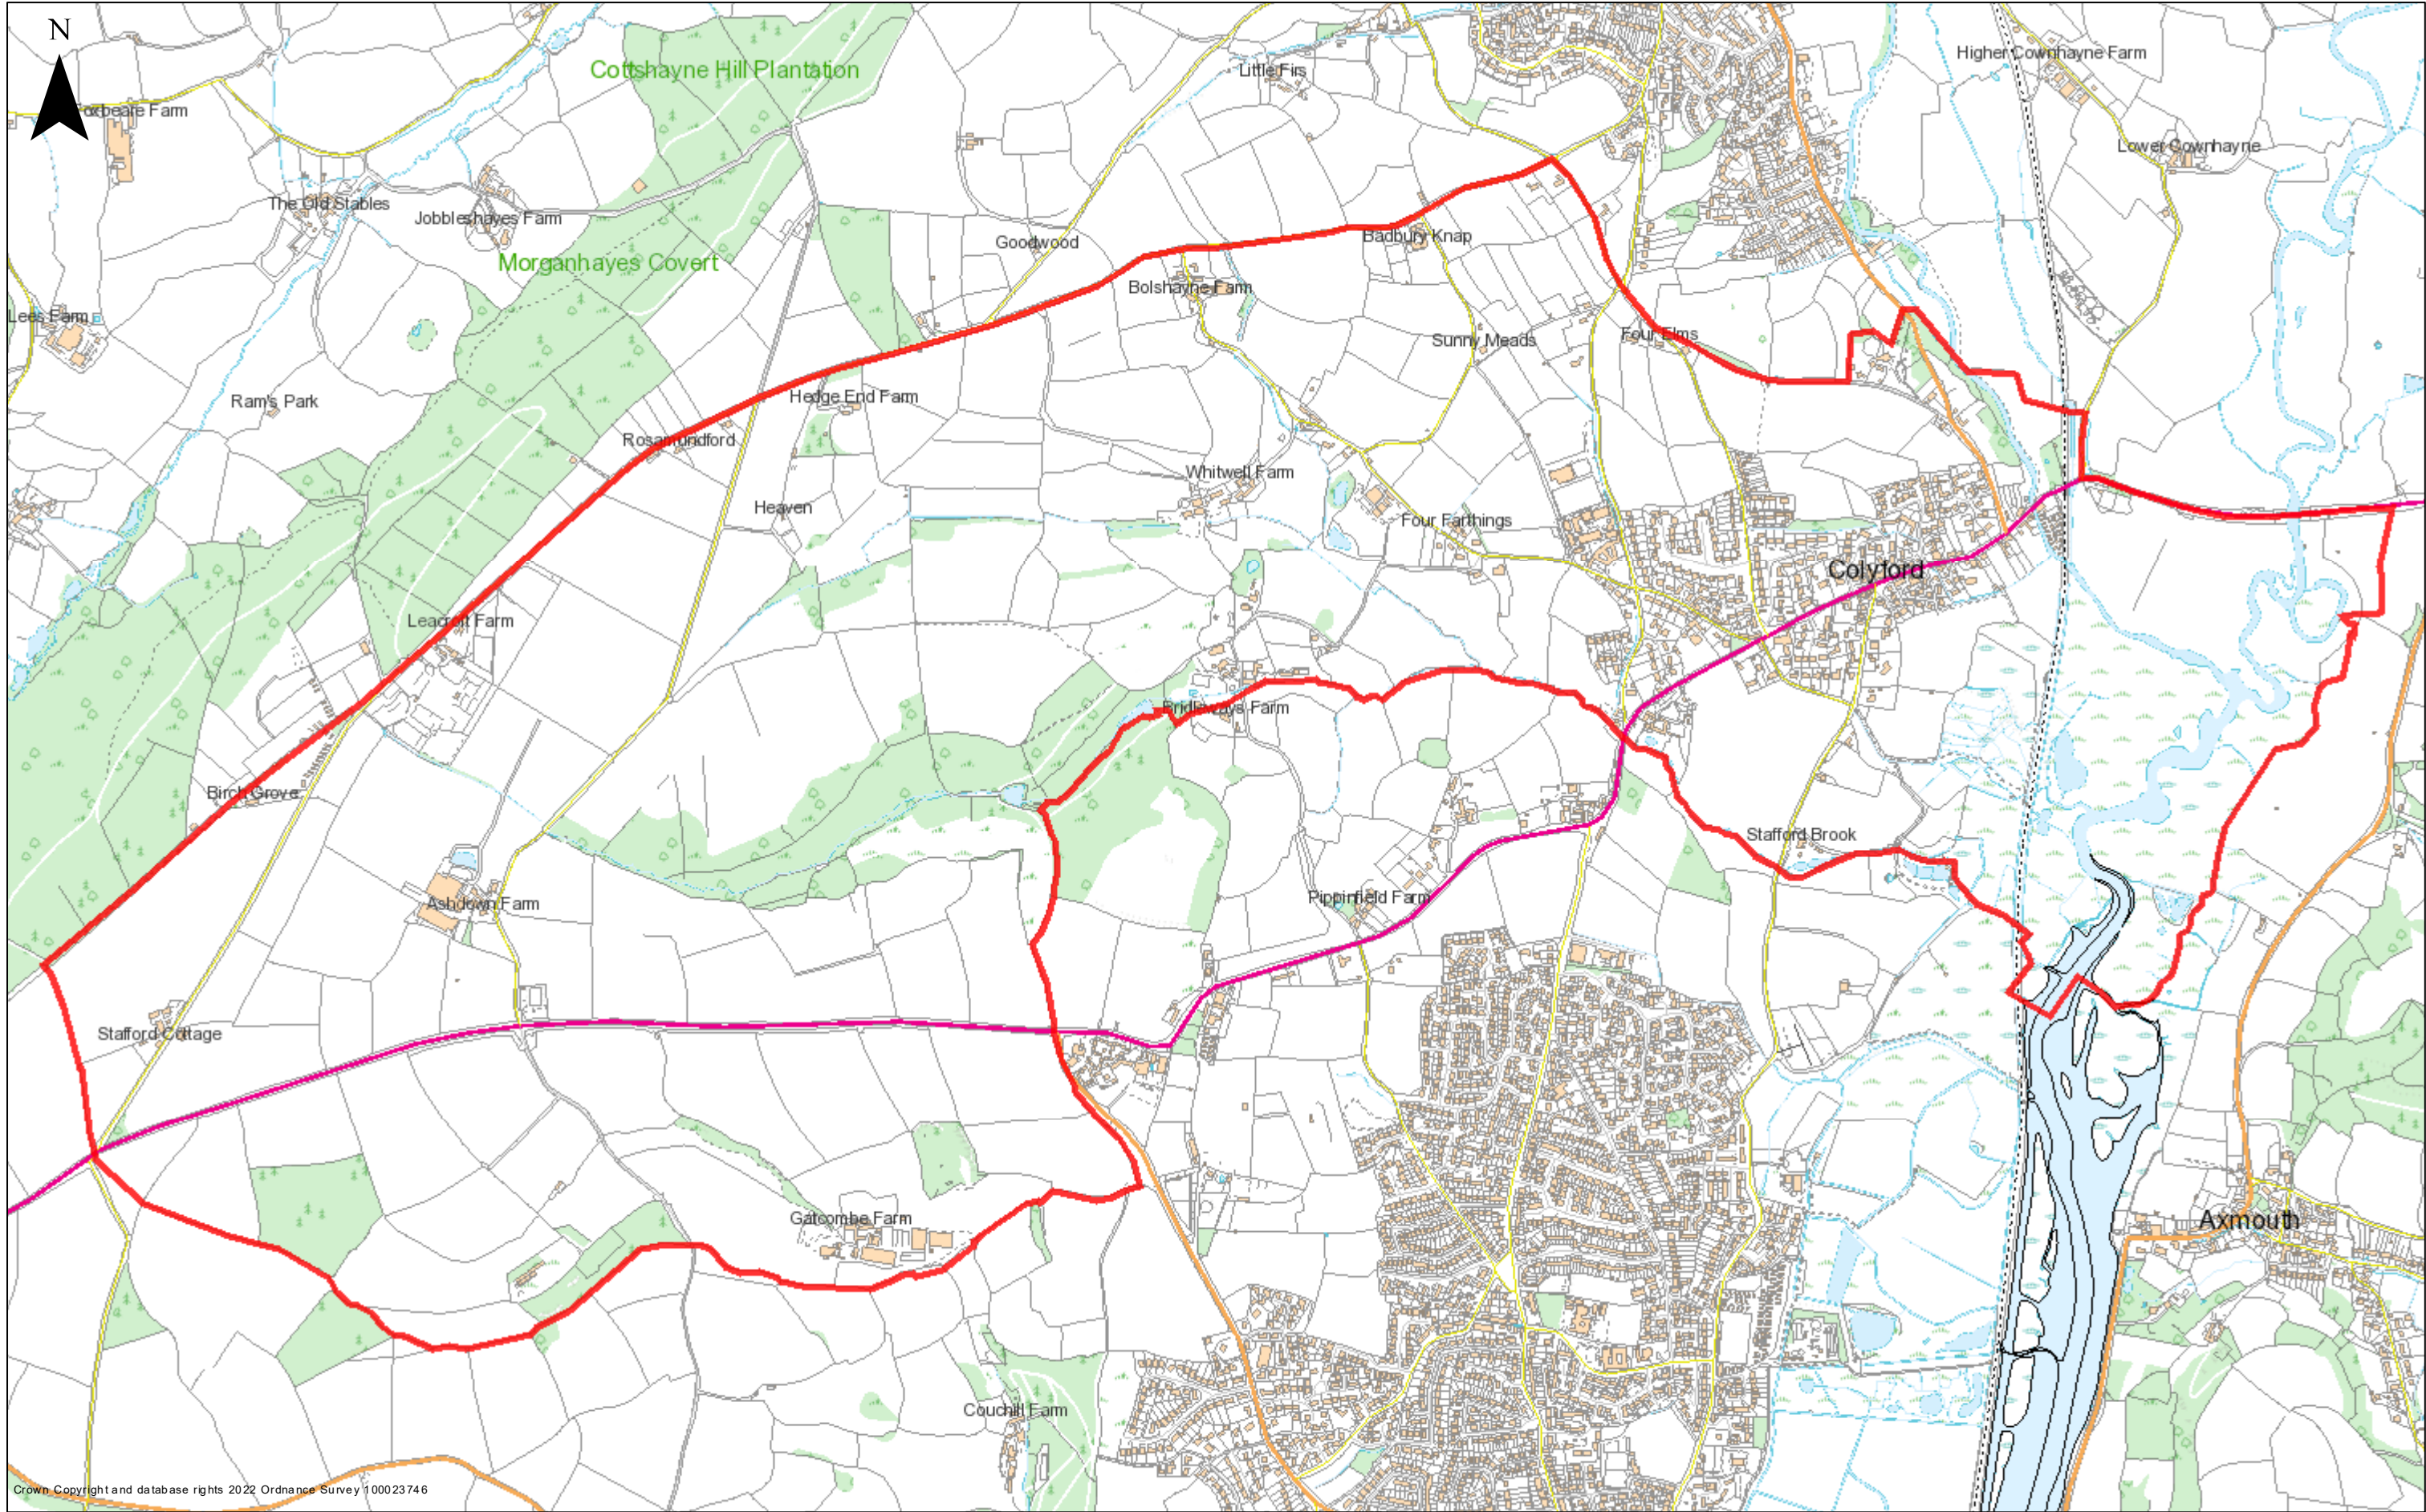 N
Cottshayne Hill Plantation
Little Firs
Higher Cownhayne Farm
oxbeare Farm
Lower Cownhayne
The Old Stables
Jobbleshayes Farm
Morganhayes Covert
Goodwood
Badbury Knap
Bolshayne Farm
Lees Farm
Sunny Meads
Four Elms
Ram's Park
Hedge End Farm
Rosamundford
Whitwell Farm
Heaven
Four Farthings
Colyford
Leacroft Farm
Bridleways Farm
Birch Grove
Stafford Brook
Ashdown Farm
Pippinfield Farm
Stafford Cottage
Gatcombe Farm
Axmouth
Couchill Farm
Crown Copyright and database rights 2022 Ordnance Survey 100023746